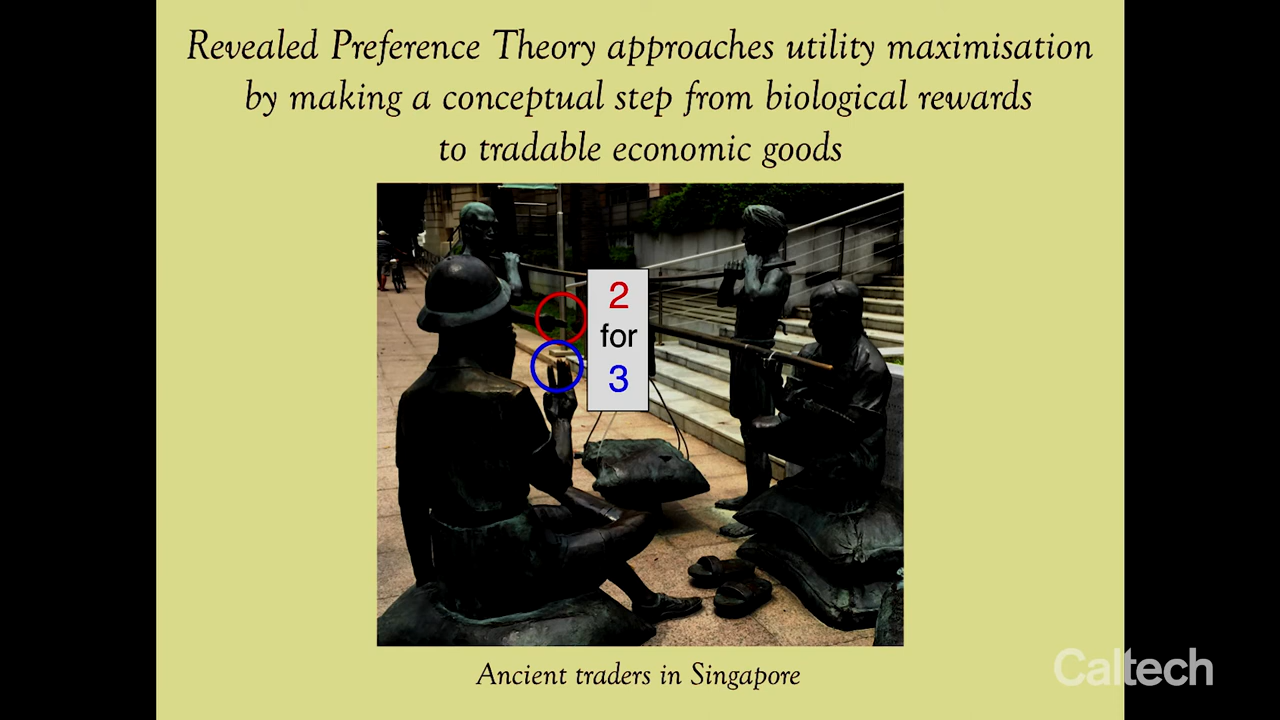 Revealed Preference Theory approaches utility maximisation
by making a conceptual step from biological rewards
to tradable economic goods
2
for
3
Ancient traders in Singapore
Caltech